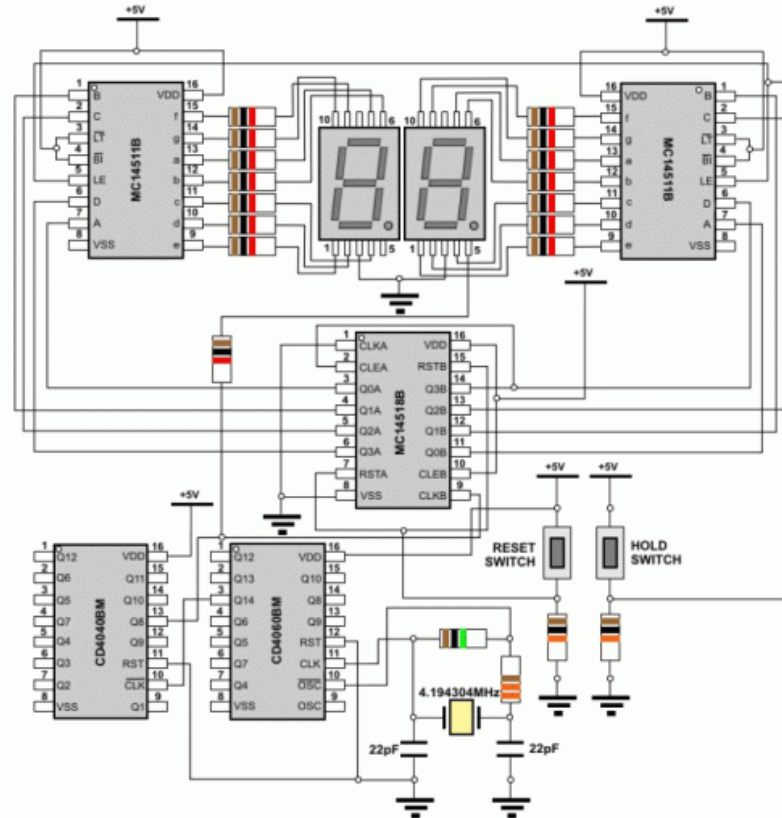 +5V
+5V
1 B VDD 16
2 C f 15
3 LT g 14
4 BI a 13
5 LE b 12
6 D c 11
7 A d 10
8 VSS e 9
MC14511B
10 6
1 5
10 6
1 5
16 VDD B 1
15 f C 2
14 g LT 3
13 a BI 4
12 b LE 5
11 c D 6
10 d A 7
9 e VSS 8
MC14511B
+5V
1 CLKA VDD 16
2 CLEA RSTB 15
3 Q0A Q3B 14
4 Q1A Q2B 13
5 Q2A Q1B 12
6 Q3A Q0B 11
7 RSTA CLEB 10
8 VSS CLKB 9
MC14518B
+5V
+5V
+5V
RESET
SWITCH
HOLD
SWITCH
1 Q12 VDD 16
2 Q6 Q11 15
3 Q5 Q10 14
4 Q7 Q8 13
5 Q4 Q9 12
6 Q3 RST 11
7 Q2 CLK 10
8 VSS Q1 9
CD4040BM
1 Q12 VDD 16
2 Q13 Q10 15
3 Q14 Q8 14
4 Q6 Q9 13
5 Q5 RST 12
6 Q7 CLK 11
7 Q4 OSC 10
8 VSS OSC 9
CD4060BM
4.194304MHz
22pF
22pF